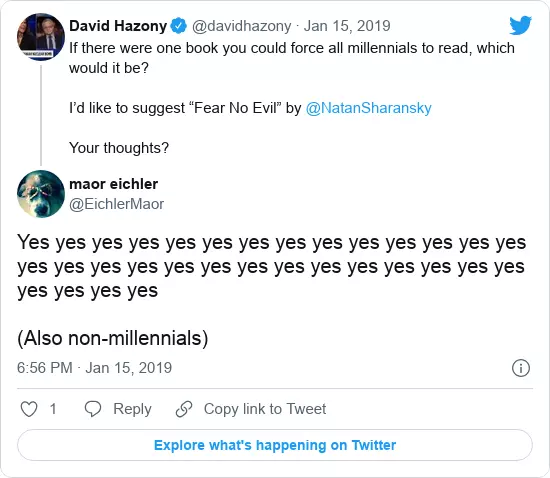 David Hazony @davidhazony · Jan 15, 2019
If there were one book you could force all millennials to read, which
would it be?
I'd like to suggest “Fear No Evil” by @NatanSharansky
Your thoughts?
maor eichler
@EichlerMaor
Yes yes yes yes yes yes yes yes yes yes yes yes yes yes
yes yes yes yes yes yes yes yes yes yes yes yes yes yes
yes yes yes yes
(Also non-millennials)
6:56 PM · Jan 15, 2019
1 Reply Copy link to Tweet
Explore what's happening on Twitter